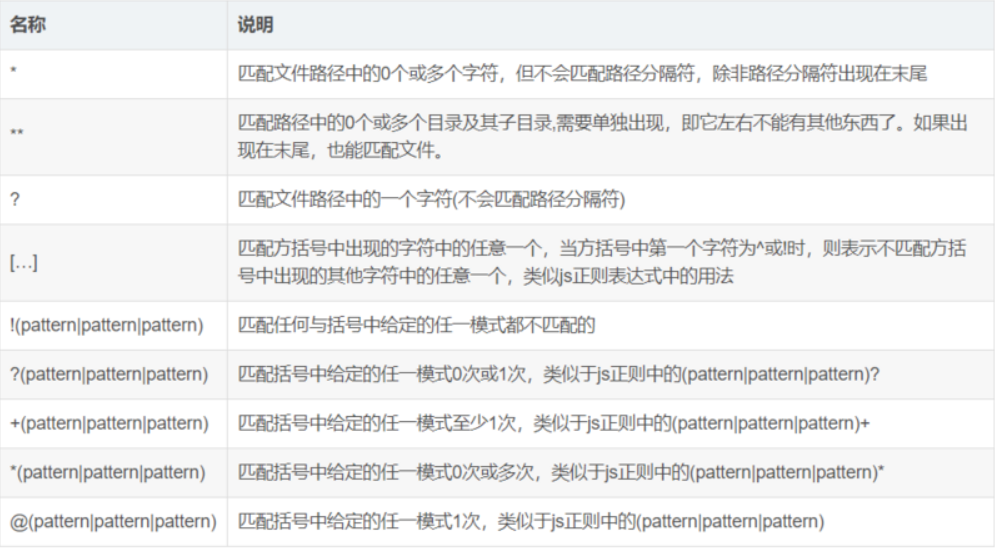 名称
说明
*
匹配文件路径中的0个或多个字符，但不会匹配路径分隔符，除非路径分隔符出现在末尾
**
匹配路径中的0个或多个目录及其子目录,需要单独出现，即它左右不能有其他东西了。如果出
现在末尾，也能匹配文件。
?
匹配文件路径中的一个字符(不会匹配路径分隔符)
[…]
匹配方括号中出现的字符中的任意一个，当方括号中第一个字符为^或!时，则表示不匹配方括
号中出现的其他字符中的任意一个，类似js正则表达式中的用法
!(pattern|pattern|pattern)
匹配任何与括号中给定的任一模式都不匹配的
?(pattern|pattern|pattern)
匹配括号中给定的任一模式0次或1次，类似于js正则中的(pattern|pattern|pattern)?
+(pattern|pattern|pattern)
匹配括号中给定的任一模式至少1次，类似于js正则中的(pattern|pattern|pattern)+
*(pattern|pattern|pattern)
匹配括号中给定的任一模式0次或多次，类似于js正则中的(pattern|pattern|pattern)*
@(pattern|pattern|pattern)
匹配括号中给定的任一模式1次，类似于js正则中的(pattern|pattern|pattern)